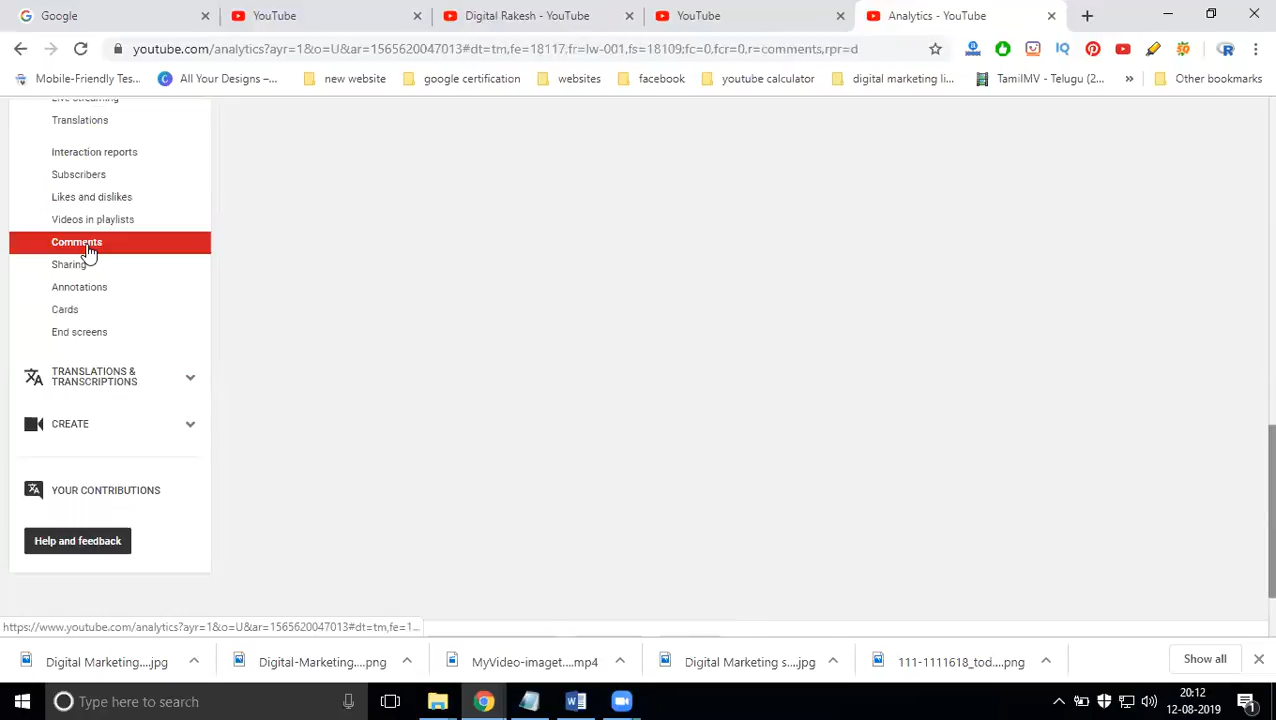 Google
YouTube
Digital Rakesh - YouTube
YouTube
Analytics - YouTube
youtube.com/analytics?ayr=1&o=U&ar=1565620047013#dt=tm,fe=18117,fr=lw-001,fs=18109;fc=0,fcr=0,r=comments,rpr=d
Mobile-Friendly Tes...
All Your Designs –...
new website
google certification
websites
facebook
youtube calculator
digital marketing li...
TamilMV - Telugu (2...
Other bookmarks
Live streaming
Translations
Interaction reports
Subscribers
Likes and dislikes
Videos in playlists
Comments
Sharing
Annotations
Cards
End screens
TRANSLATIONS &
TRANSCRIPTIONS
CREATE
YOUR CONTRIBUTIONS
Help and feedback
https://www.youtube.com/analytics?ayr=1&o=U&ar=1565620047013#dt=tm,fe=1...
Digital Marketing....jpg
Digital-Marketing....png
MyVideo-imaget....mp4
Digital Marketing s....jpg
111-1111618_tod....png
Show all
Type here to search
20:12
12-08-2019
1